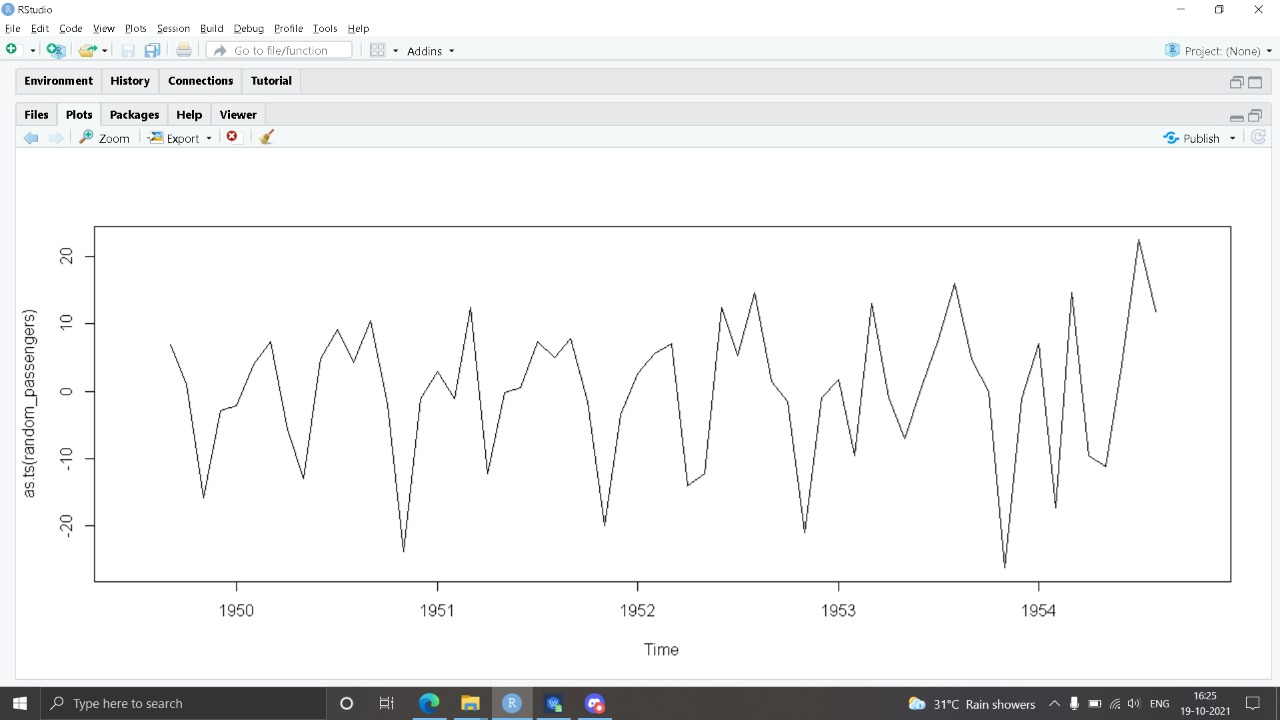 RStudio
File Edit Code View Plots Session Build Debug Profile Tools Help
Go to file/function Addins Project: (None)
Environment History Connections Tutorial
Files Plots Packages Help Viewer
Zoom Export Publish
20
10
0
-10
-20
as.ts(random_passengers)
1950 1951 1952 1953 1954
Time
Type here to search 31°C Rain showers ENG 16:25
19-10-2021